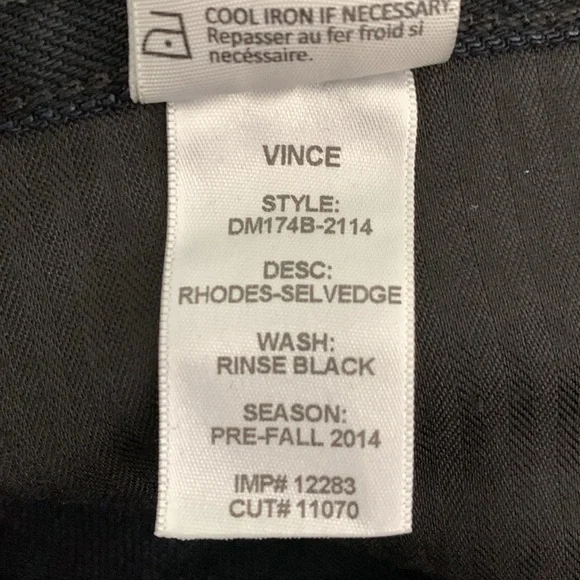 COOL IRON IF NECESSARY
Repasser au fer froid si
necéssaire.
VINCE
STYLE:
DM174B-2114
DESC:
RHODES-SELVEDGE
WASH:
RINSE BLACK
SEASON:
PRE-FALL 2014
IMP# 12283
CUT# 11070